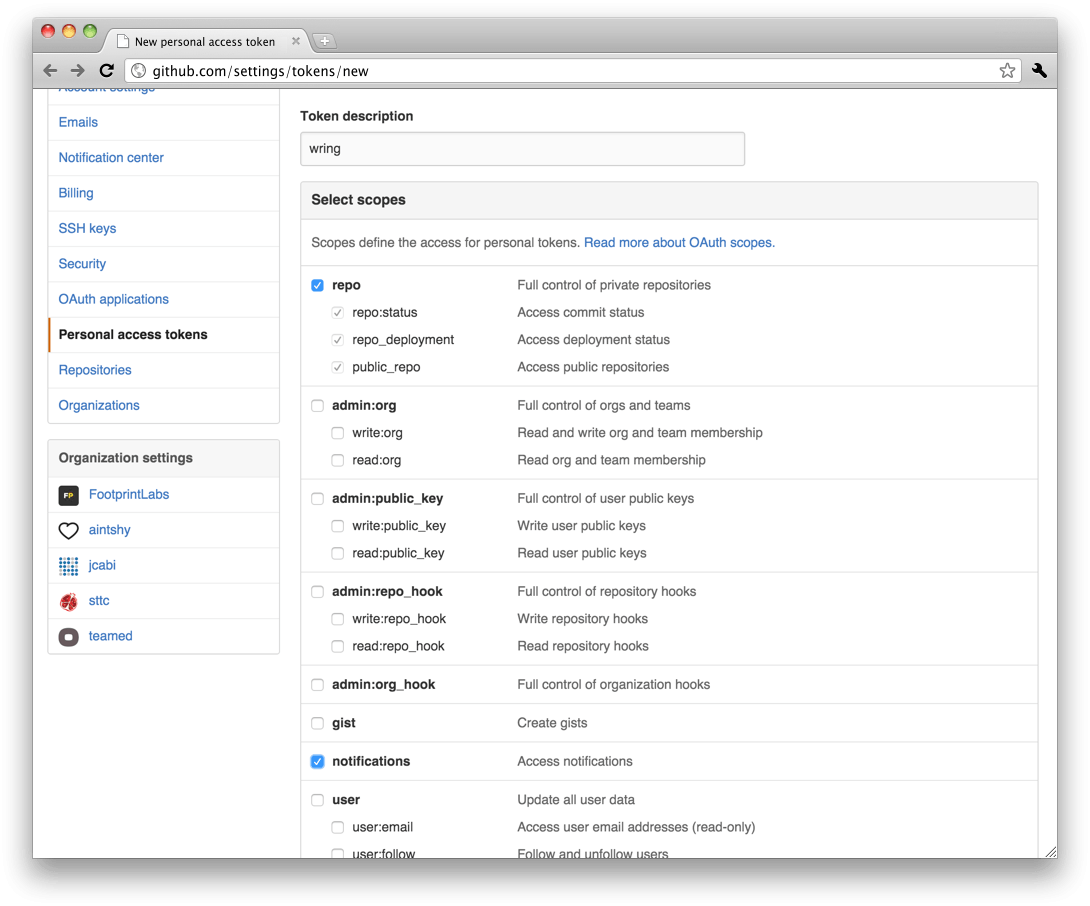 New personal access token
github.com/settings/tokens/new
Account settings
Emails
Notification center
Billing
SSH keys
Security
OAuth applications
Personal access tokens
Repositories
Organizations
Organization settings
FP FootprintLabs
aintshy
jcabi
sttc
teamed
Token description
wring
Select scopes
Scopes define the access for personal tokens. Read more about OAuth scopes.
repo Full control of private repositories
repo:status Access commit status
repo_deployment Access deployment status
public_repo Access public repositories
admin:org Full control of orgs and teams
write:org Read and write org and team membership
read:org Read org and team membership
admin:public_key Full control of user public keys
write:public_key Write user public keys
read:public_key Read user public keys
admin:repo_hook Full control of repository hooks
write:repo_hook Write repository hooks
read:repo_hook Read repository hooks
admin:org_hook Full control of organization hooks
gist Create gists
notifications Access notifications
user Update all user data
user:email Access user email addresses (read-only)
user:follow Follow and unfollow users